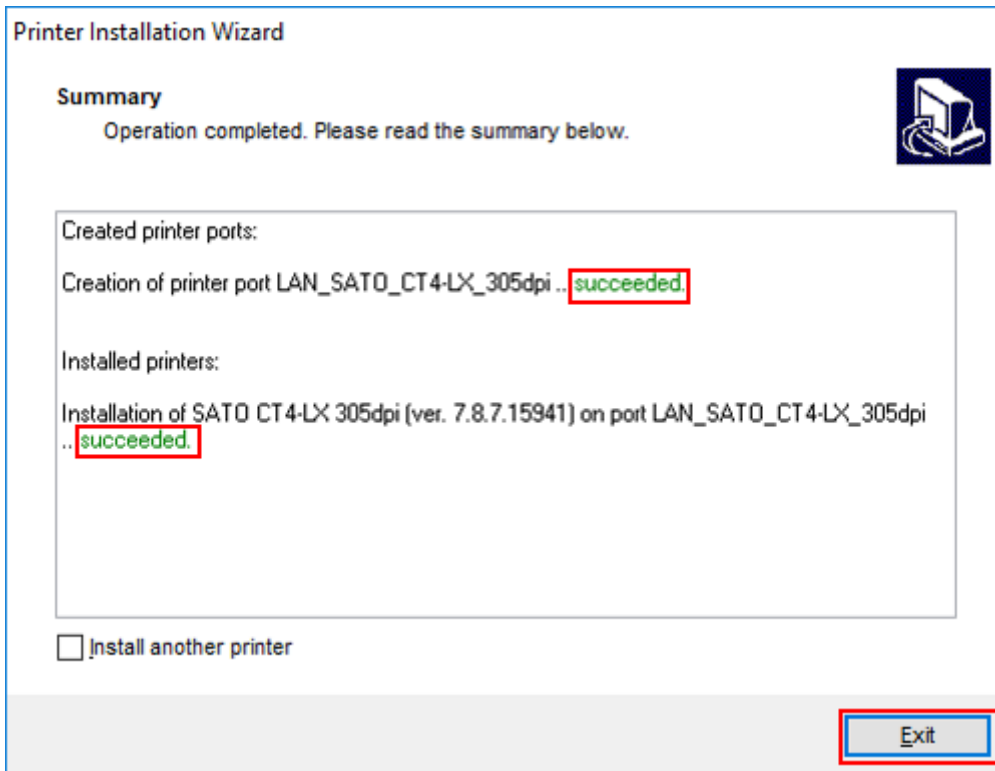 Printer Installation Wizard
Summary
Operation completed. Please read the summary below.
Created printer ports:
Creation of printer port LAN_SATO_CT4-LX_305dpi .. succeeded.
Installed printers:
Installation of SATO CT4-LX 305dpi (ver. 7.8.7.15941) on port LAN_SATO_CT4-LX_305dpi
.. succeeded.
Install another printer
Exit